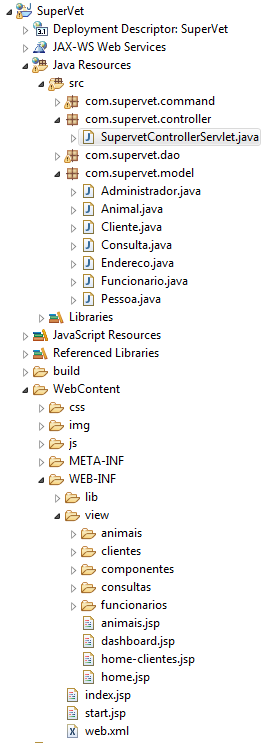 SuperVet
Deployment Descriptor: SuperVet
JAX-WS Web Services
Java Resources
src
com.supervet.command
com.supervet.controller
SupervetControllerServlet.java
com.supervet.dao
com.supervet.model
Administrador.java
Animal.java
Cliente.java
Consulta.java
Endereco.java
Funcionario.java
Pessoa.java
Libraries
JavaScript Resources
Referenced Libraries
build
WebContent
css
img
js
META-INF
WEB-INF
lib
view
animais
clientes
componentes
consultas
funcionarios
animais.jsp
dashboard.jsp
home-clientes.jsp
home.jsp
index.jsp
start.jsp
web.xml